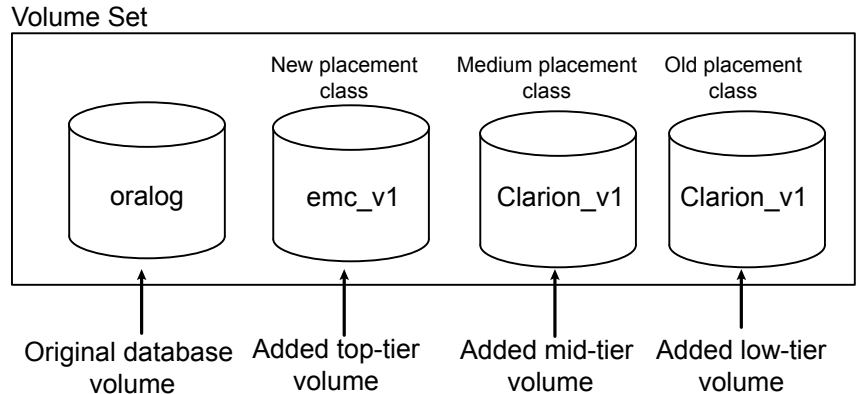 Volume Set
New placement
class
Medium placement
class
Old placement
class
oralog
emc_v1
Clarion_v1
Clarion_v1
Original database
volume
Added top-tier
volume
Added mid-tier
volume
Added low-tier
volume